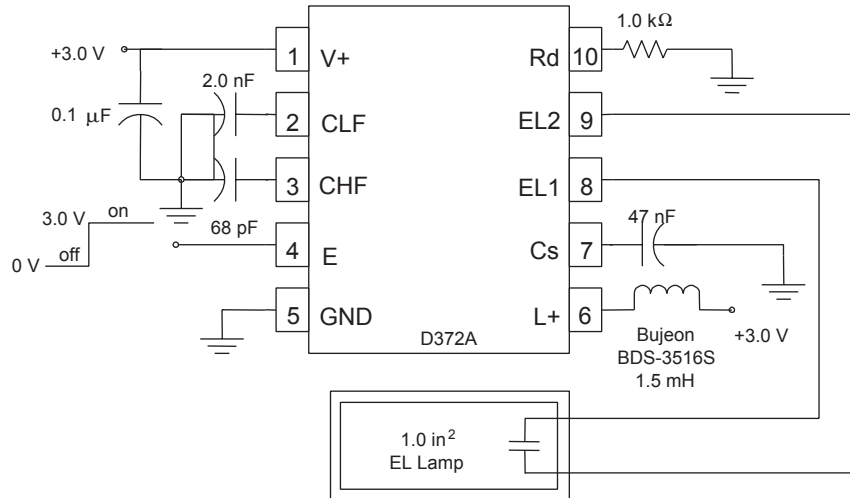 +3.0 V
0.1 μF
2.0 nF
68 pF
3.0 V
on
off
0 V
1
V+
2
CLF
3
CHF
4
E
5
GND
Rd
10
EL2
9
EL1
8
Cs
7
L+
6
D372A
1.0 kΩ
47 nF
Bujeon
BDS-3516S
1.5 mH
+3.0 V
1.0 in²
EL Lamp